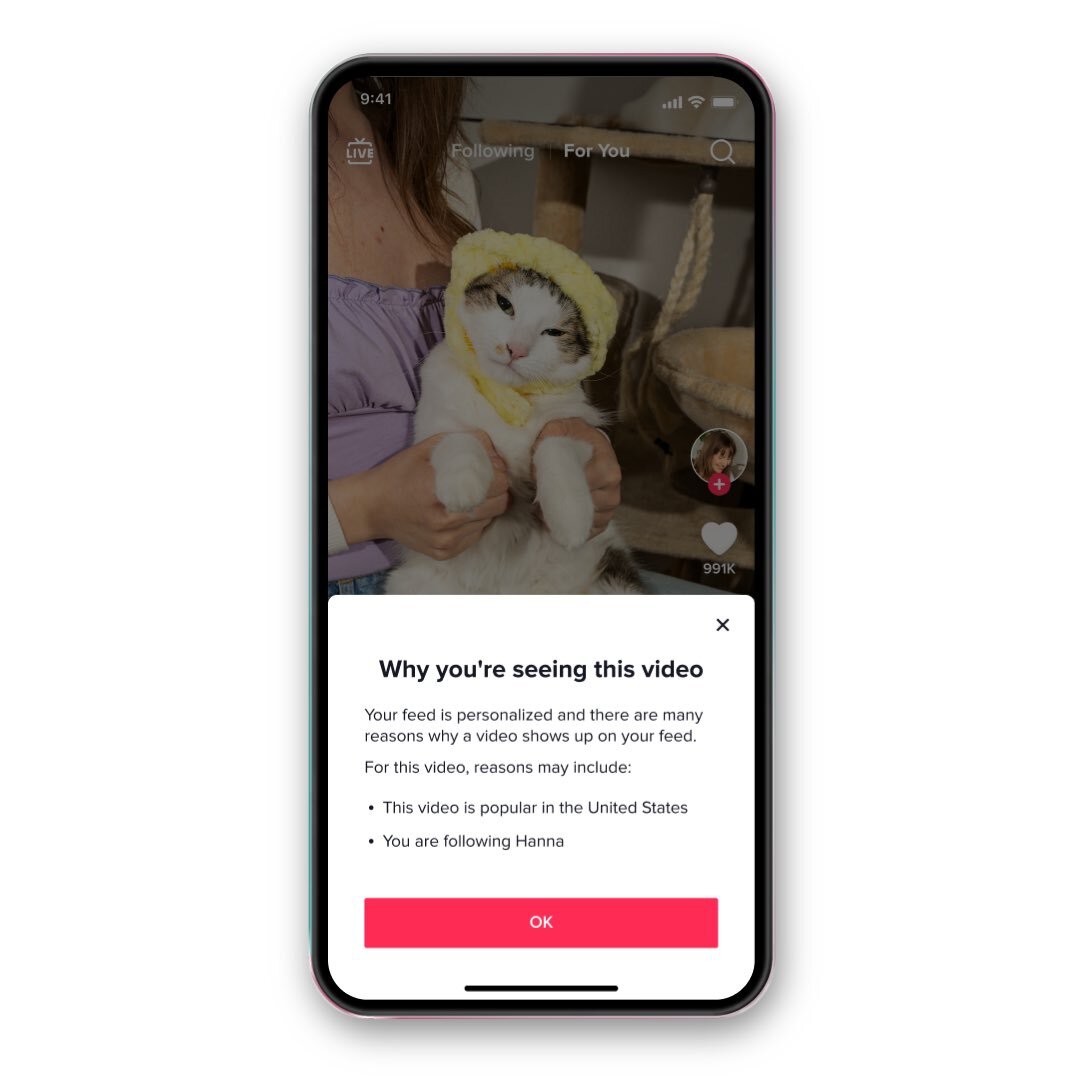 9:41
LIVE
Following
For You
991K
Why you're seeing this video
Your feed is personalized and there are many
reasons why a video shows up on your feed.
For this video, reasons may include:
• This video is popular in the United States
• You are following Hanna
OK